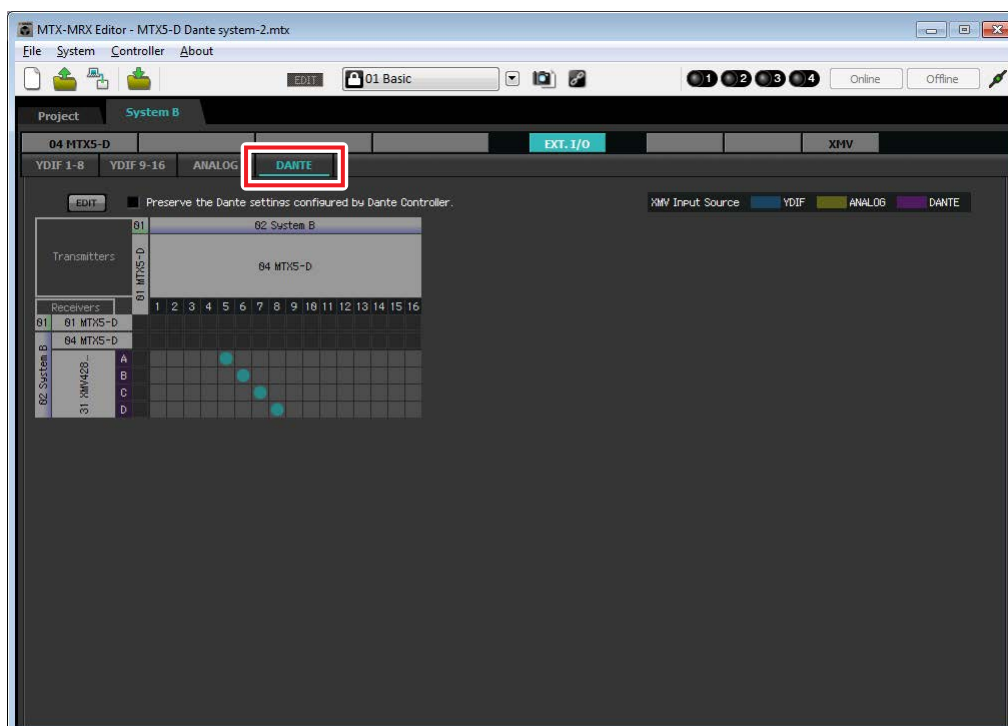 MTX-MRX Editor - MTX5-D Dante system-2.mtx
File System Controller About
EDIT 01 Basic 1 2 3 4 Online Offline
Project System B
04 MTX5-D EXT. I/O XMV
YDIF 1-8 YDIF 9-16 ANALOG DANTE
EDIT Preserve the Dante settings configured by Dante Controller. XMV Input Source YDIF ANALOG DANTE
01 02 System B
Transmitters 01 MTX5-D 04 MTX5-D
Receivers 1 2 3 4 5 6 7 8 9 10 11 12 13 14 15 16
01 01 MTX5-D
02 System B 04 MTX5-D
31 XMV428_ A
B
C
D